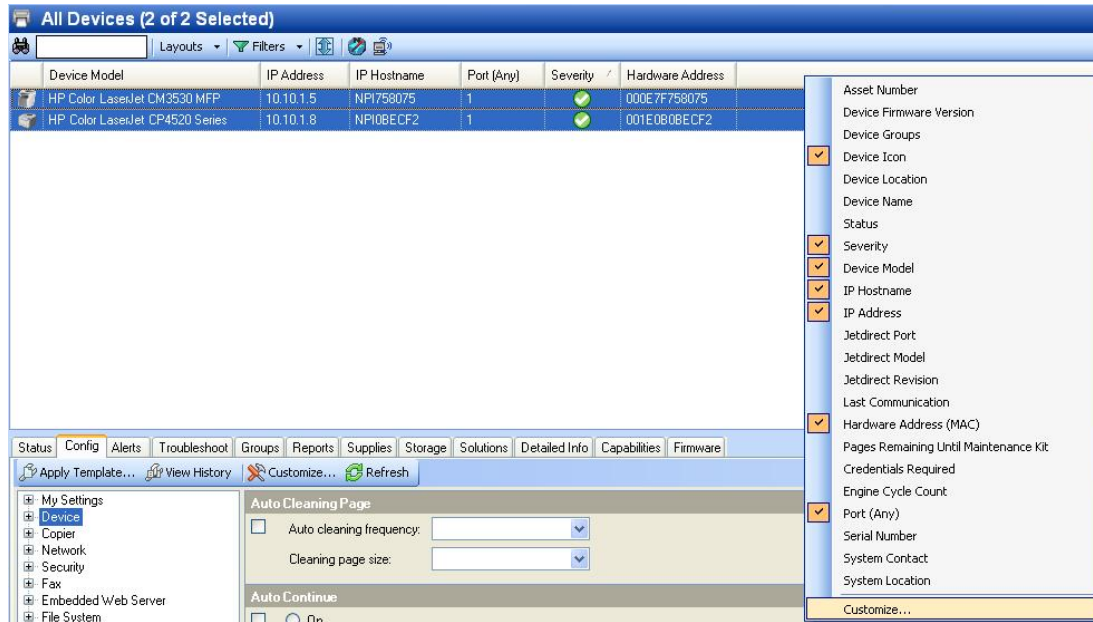 All Devices (2 of 2 Selected)
Layouts Filters
Device Model IP Address IP Hostname Port (Any) Severity Hardware Address
HP Color LaserJet CM3530 MFP 10.10.1.5 NPI758075 1 000E7F758075
HP Color LaserJet CP4520 Series 10.10.1.8 NPI0BECF2 1 001E0B0BECF2
Asset Number
Device Firmware Version
Device Groups
Device Icon
Device Location
Device Name
Status
Severity
Device Model
IP Hostname
IP Address
Jetdirect Port
Jetdirect Model
Jetdirect Revision
Last Communication
Hardware Address (MAC)
Pages Remaining Until Maintenance Kit
Credentials Required
Engine Cycle Count
Port (Any)
Serial Number
System Contact
System Location
Customize...
Status Config Alerts Troubleshoot Groups Reports Supplies Storage Solutions Detailed Info Capabilities Firmware
Apply Template... View History Customize... Refresh
My Settings
Device
Copier
Network
Security
Fax
Embedded Web Server
File System
Auto Cleaning Page
Auto cleaning frequency:
Cleaning page size:
Auto Continue
On